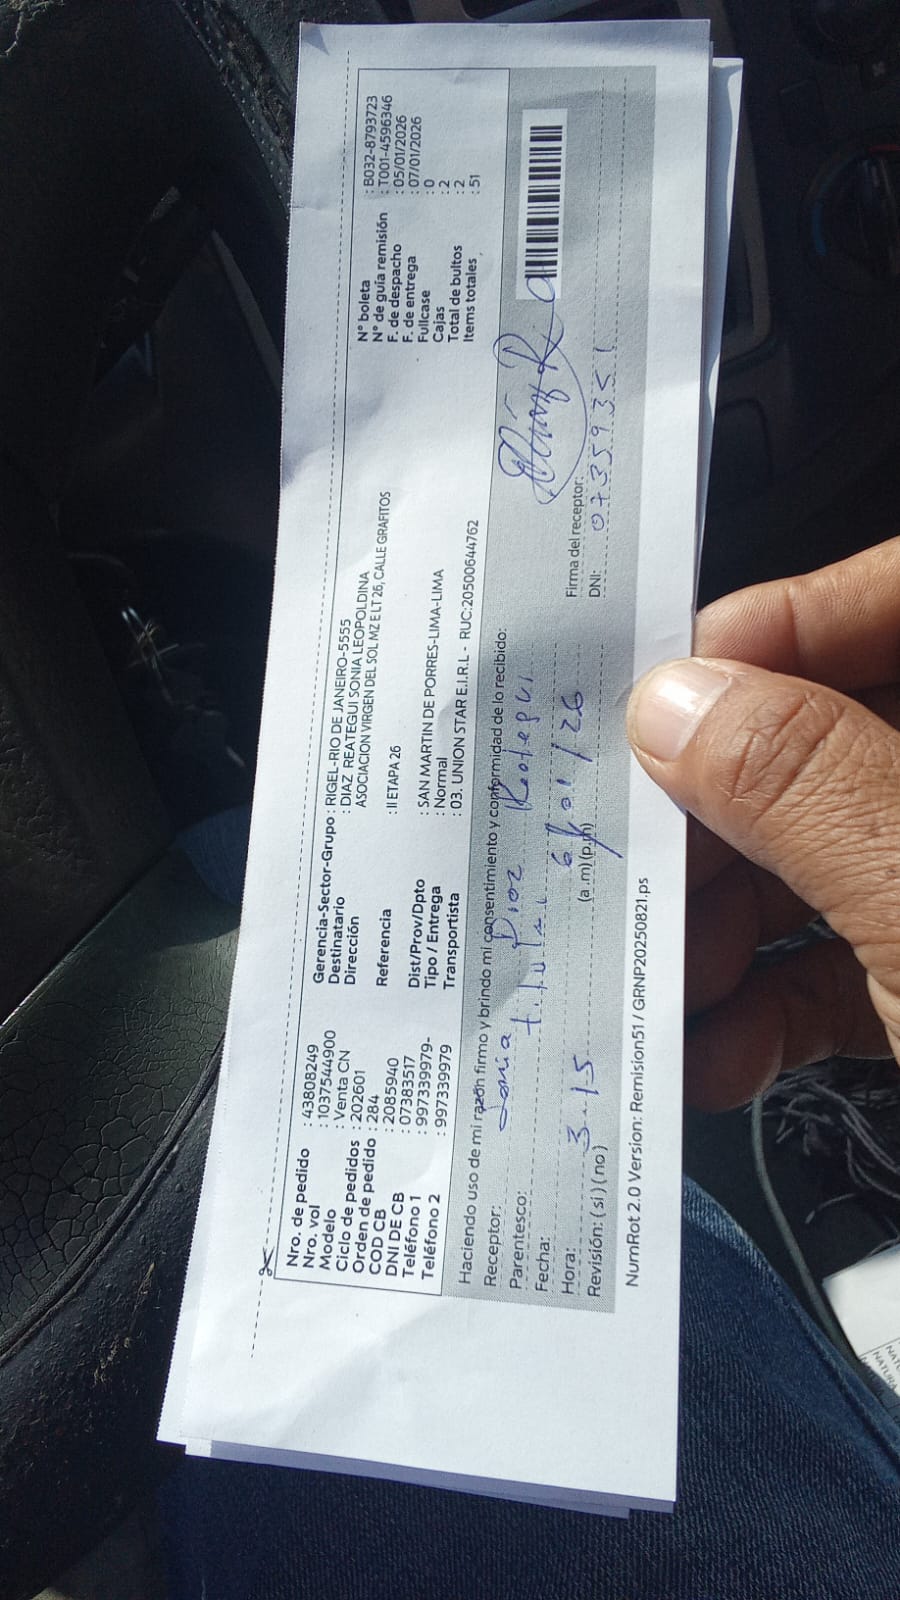 Nro. de pedido : 43808249
Nro. vol : 1037544900
Modelo : Venta CN
Ciclo de pedidos : 202601
Orden de pedido : 284
COD CB : 2085940
DNI DE CB : 07383517
Teléfono 1 : 997339979-
Teléfono 2 : 997339979
Gerencia-Sector-Grupo : RIGEL-RIO DE JANEIRO-5555
Destinatario : DIAZ REATEGUI SONIA LEOPOLDINA
Dirección : ASOCIACION VIRGEN DEL SOL MZ E LT 26, CALLE GRAFITOS
Referencia : II ETAPA 26
Dist/Prov/Dpto : SAN MARTIN DE PORRES-LIMA-LIMA
Tipo / Entrega : Normal
Transportista : 03. UNION STAR E.I.R.L - RUC:20500644762
N° boleta : B032-8793723
N° de guía remisión : T001-4596346
F. de despacho : 05/01/2026
F. de entrega : 07/01/2026
Fullcase : 0
Cajas : 2
Total de bultos : 2
Items totales : 51
Haciendo uso de mi razón firmo y brindo mi consentimiento y conformidad de lo recibido:
Receptor: Sonia Diaz Reategui
Parentesco: titular
Fecha: 6/01/26
Hora: 3.15 (a.m)(p.m)
Revisión: (si) (no)
Firma del receptor:
DNI: 07359351
NumRot 2.0 Version: Remision51 / GRNP20250821.ps
NATURA